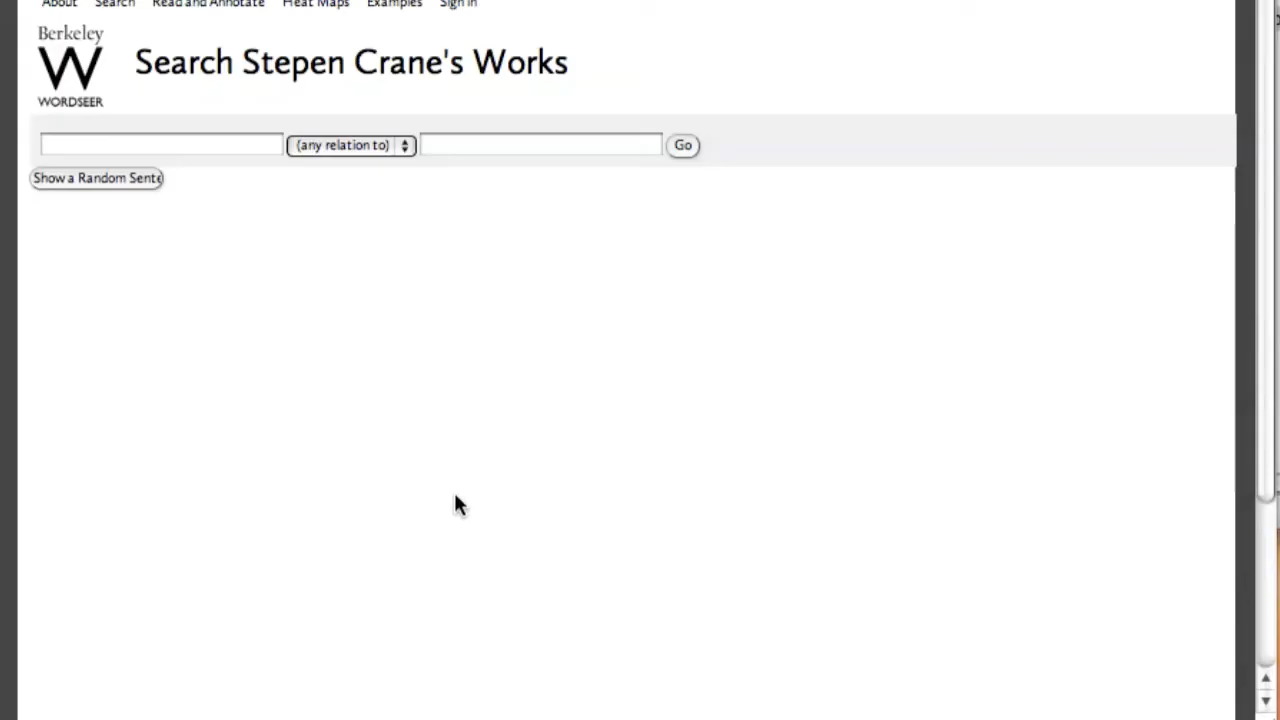 About Search Read and Annotate Heat Maps Examples Sign in
Berkeley
W
WORDSEER
Search Stepen Crane's Works
(any relation to) Go
Show a Random Sente